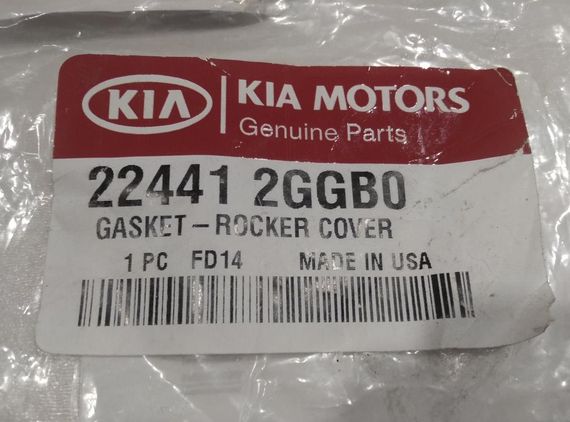 KIA KIA MOTORS
Genuine Parts
22441 2GGB0
GASKET-ROCKER COVER
1 PC FD14 MADE IN USA